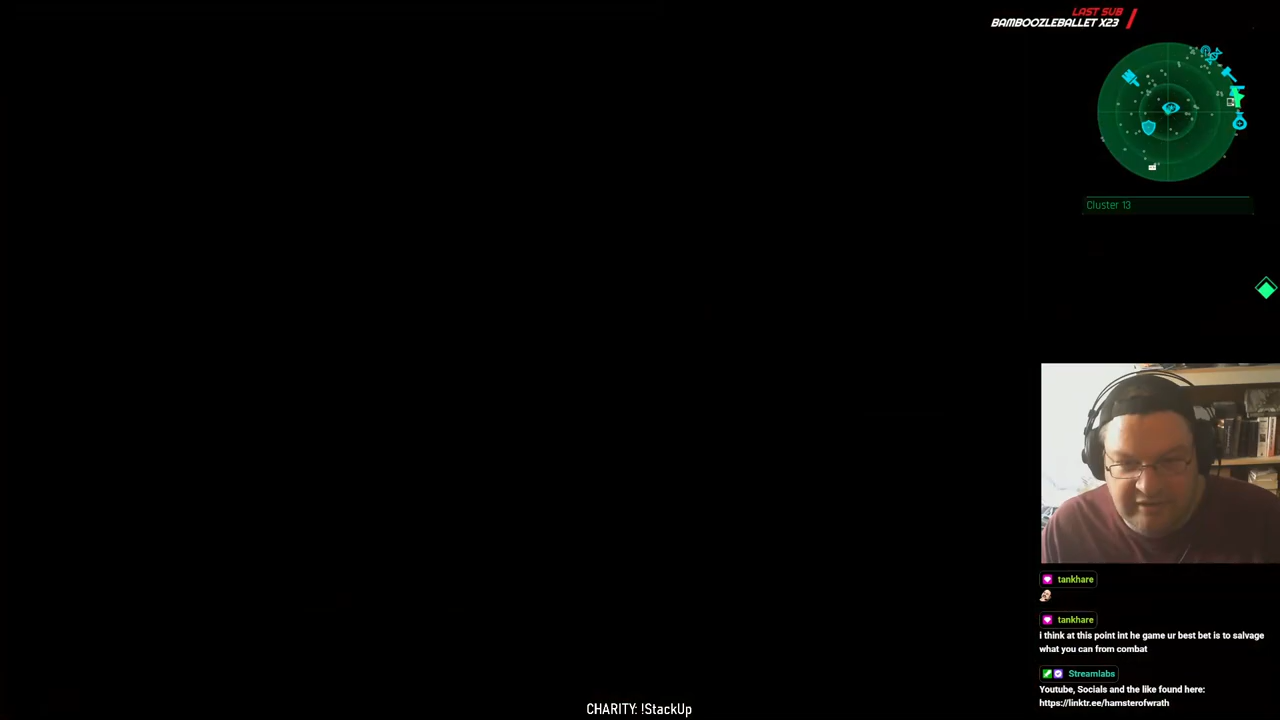 LAST SUB
BAMBOOZLEBALLET X23
Cluster 13
tankhare
tankhare
i think at this point int he game ur best bet is to salvage
what you can from combat
Streamlabs
Youtube, Socials and the like found here:
https://linktr.ee/hamsterofwrath
CHARITY: !StackUp